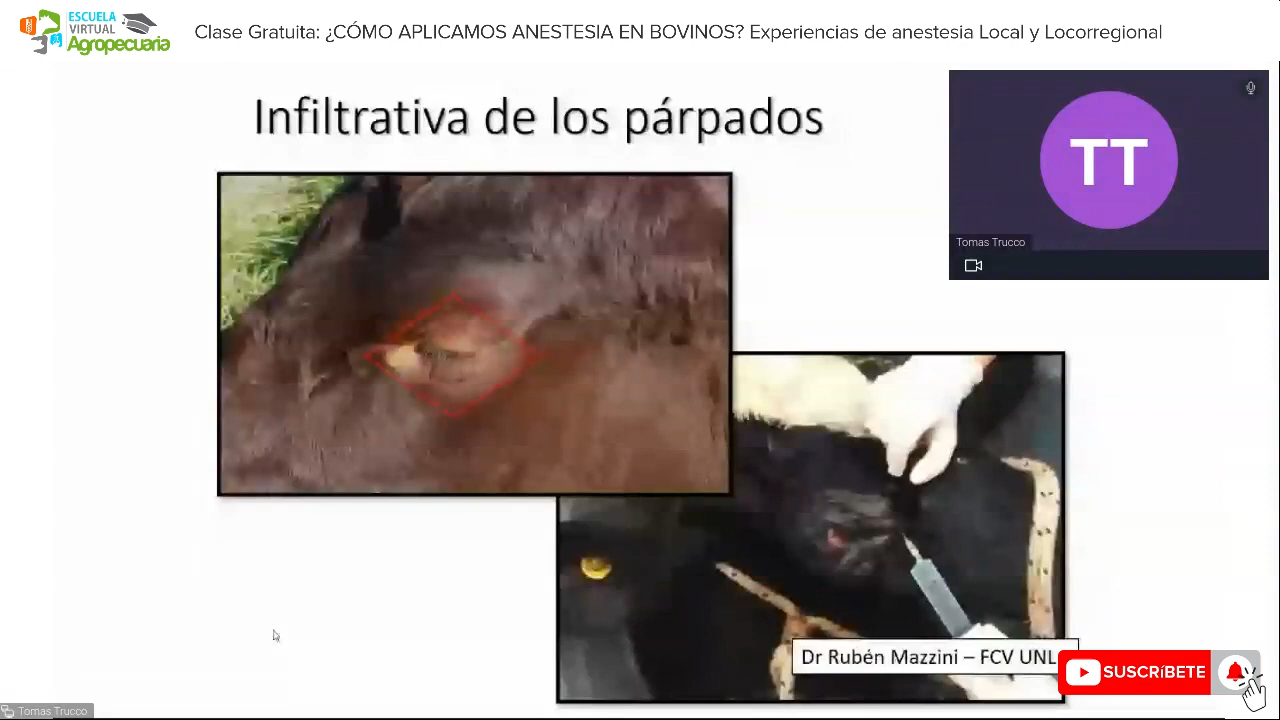 ESCUELA
VIRTUAL
Agropecuaria
Clase Gratuita: ¿CÓMO APLICAMOS ANESTESIA EN BOVINOS? Experiencias de anestesia Local y Locorregional
Infiltrativa de los párpados
TT
Tomas Trucco
Dr Rubén Mazzini – FCV UNL
SUSCRíBETE
Tomas Trucco